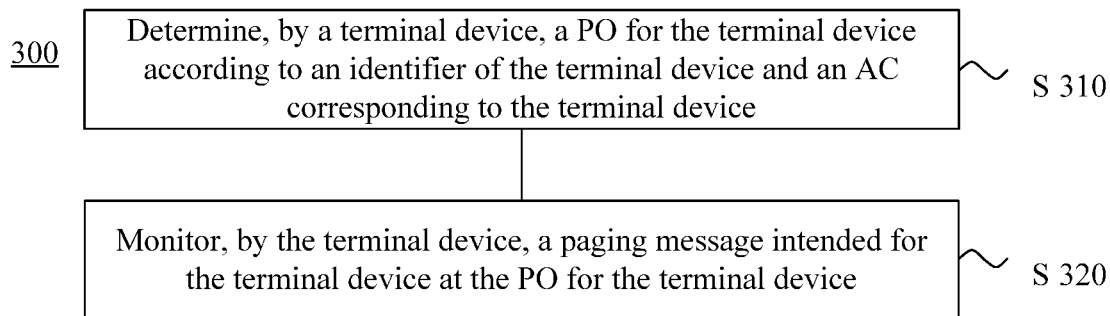 300
Determine, by a terminal device, a PO for the terminal device
according to an identifier of the terminal device and an AC
corresponding to the terminal device
S 310
Monitor, by the terminal device, a paging message intended for
the terminal device at the PO for the terminal device
S 320